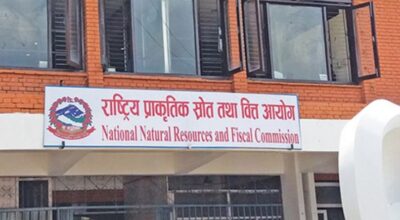 राष्ट्रिय प्राकृतिक स्रोत तथा वित्त आयोग
National Natural Resources and Fiscal Commission